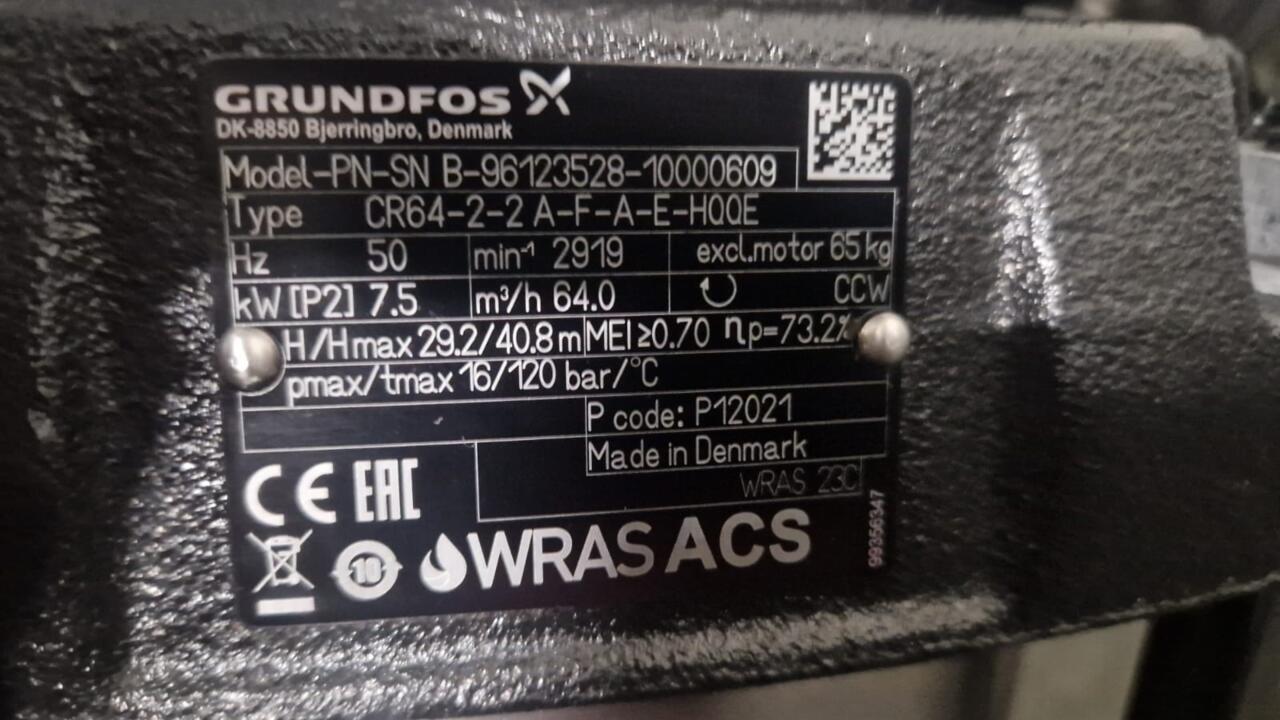 GRUNDFOS
DK-8850 Bjerringbro, Denmark
Model-PN-SN B-96123528-10000609
Type CR64-2-2 A-F-A-E-HQQE
Hz 50 min⁻¹ 2919 excl.motor 65 kg
kW [P2] 7.5 m³/h 64.0 CCW
H/Hmax 29.2/40.8 m MEI ≥0.70 ηp=73.2%
pmax/tmax 16/120 bar/°C
P code: P12021
Made in Denmark
WRAS 23C
99356347
CE EAC
10 WRAS ACS